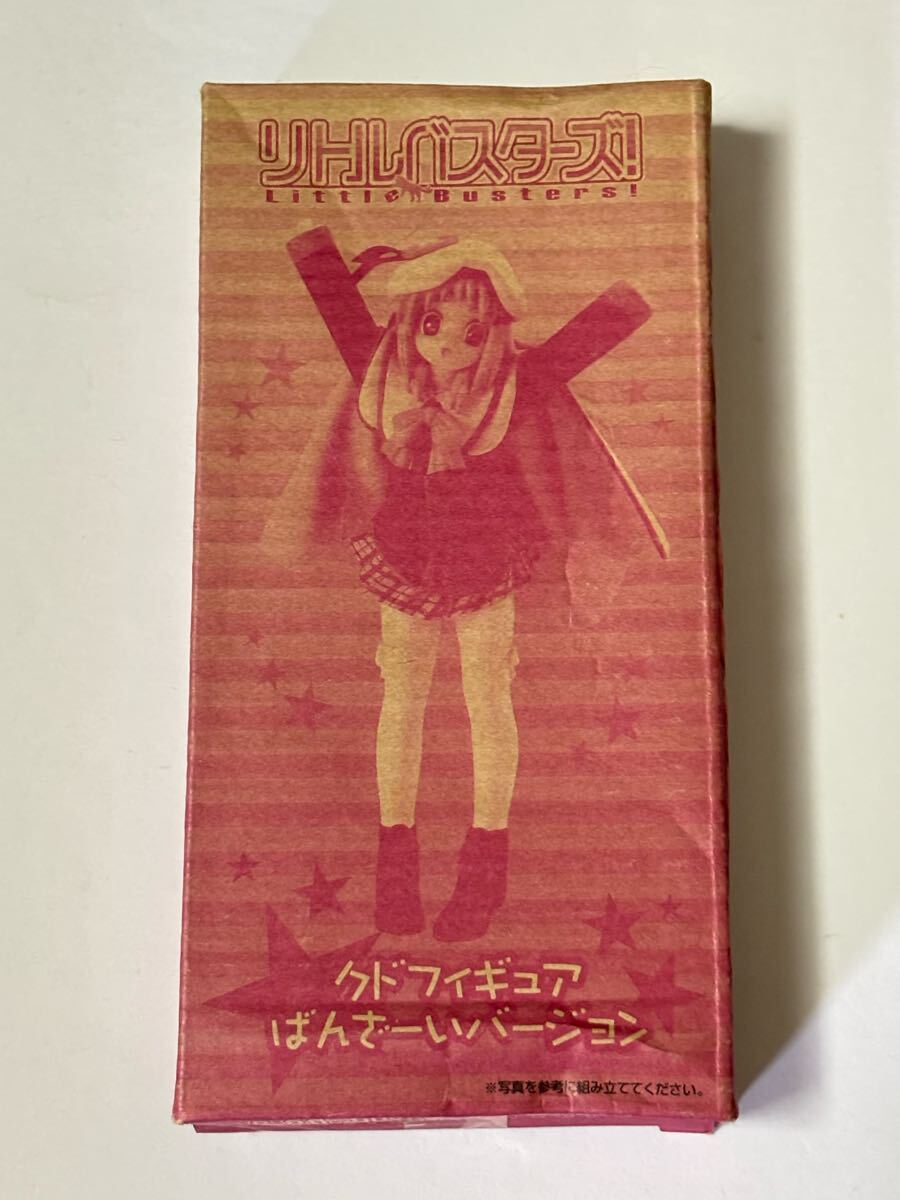 リトルバスターズ!
Little Busters!
クドフィギュア
ばんざーいバージョン
※写真を参考に組み立ててください。